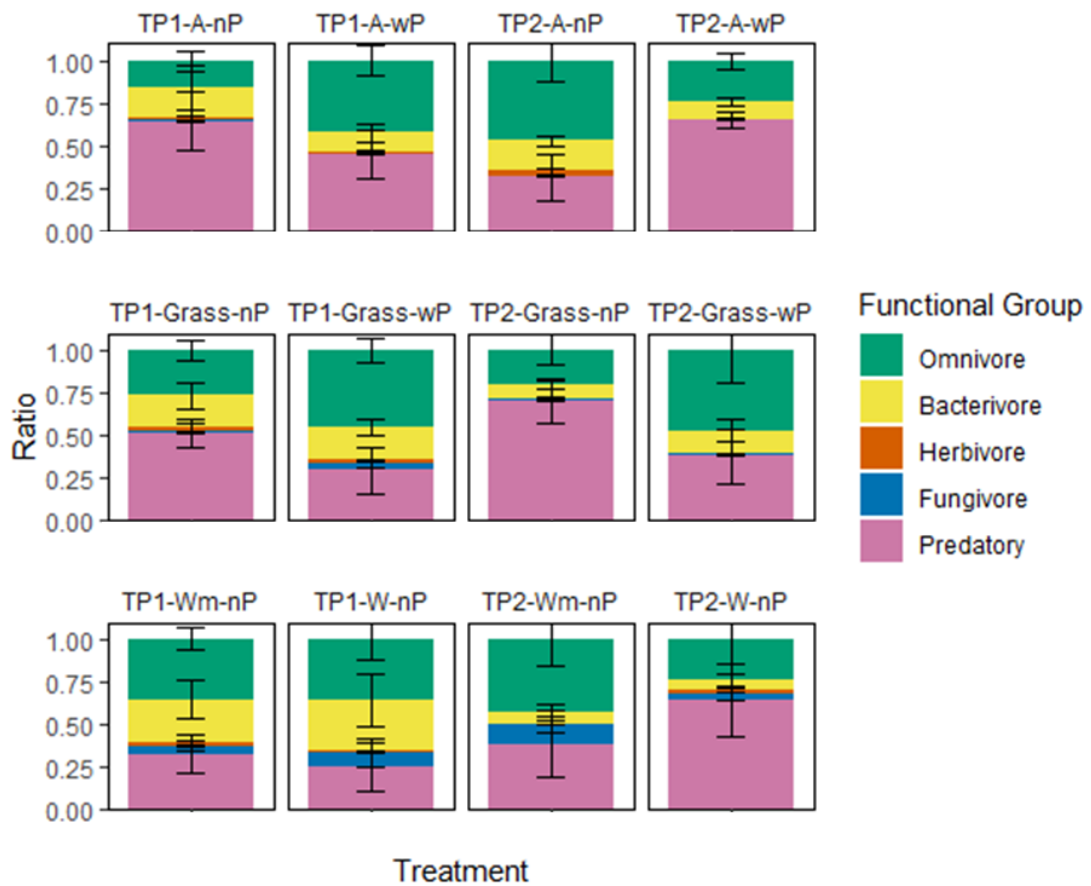 TP1-A-nP TP1-A-wP TP2-A-nP TP2-A-wP
1.00
0.75
0.50
0.25
0.00
TP1-Grass-nP TP1-Grass-wP TP2-Grass-nP TP2-Grass-wP
1.00
0.75
0.50
0.25
0.00
Ratio
TP1-Wm-nP TP1-W-nP TP2-Wm-nP TP2-W-nP
1.00
0.75
0.50
0.25
0.00
Treatment
Functional Group
Omnivore
Bacterivore
Herbivore
Fungivore
Predatory